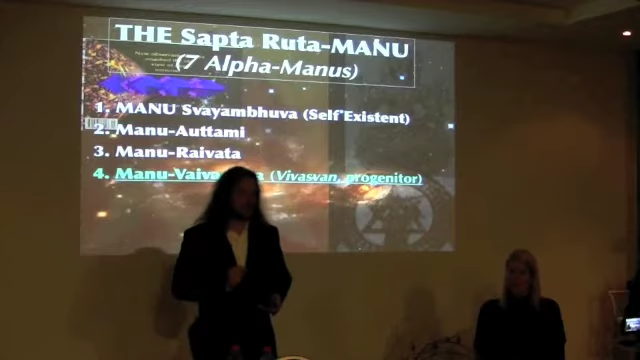 THE Sapta Ruta-MANU
(7 Alpha-Manus)
1. MANU Svayambhuva (Self Existent)
2. Manu-Auttami
3. Manu-Raivata
4. (Vivasvan, progenitor)